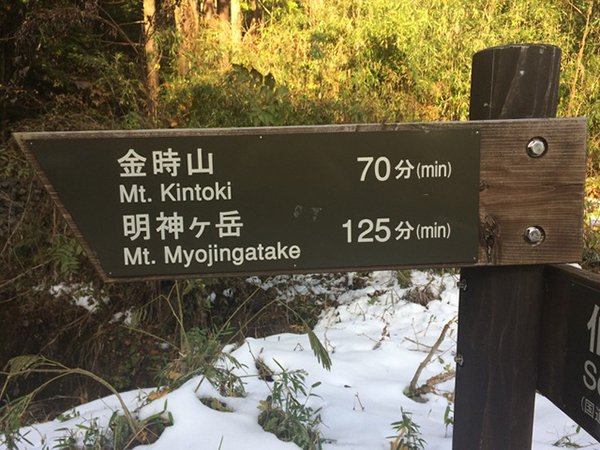 金時山 70分(min)
Mt. Kintoki
明神ヶ岳 125分(min)
Mt. Myojingatake